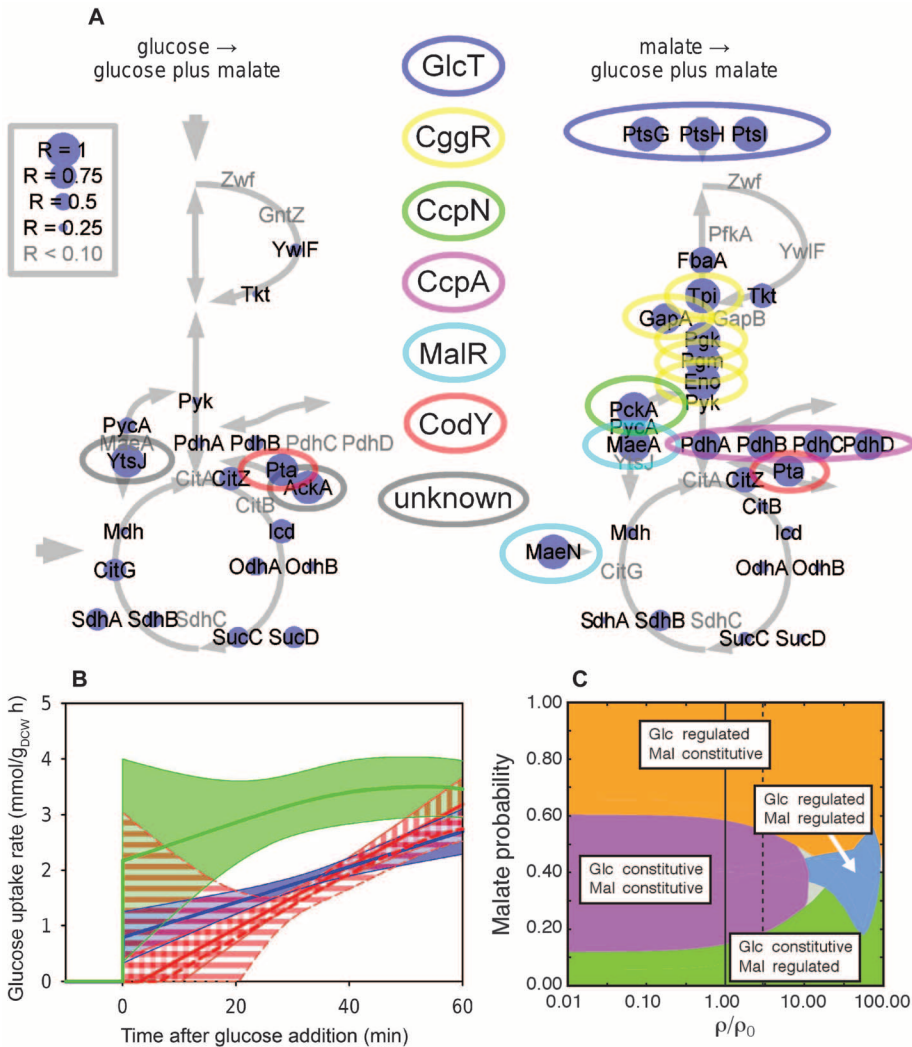 A
glucose →
glucose plus malate
R = 1
R = 0.75
R = 0.5
R = 0.25
R < 0.10
Zwf
GntZ
YwlF
Tkt
Pyk
PycA
MaeA
YtsJ
PdhA PdhB PdhC PdhD
CitA CitZ Pta AckA
CitB
Mdh
Icd
CitG
OdhA OdhB
SdhA SdhB SdhC
SucC SucD
GlcT
CggR
CcpN
CcpA
MalR
CodY
unknown
malate →
glucose plus malate
PtsG PtsH PtsI
Zwf
PfkA
YwlF
FbaA
Tpi Tkt
GapA GapB
Pgk
Pgm
Eno
Pyk
PckA
PycA
MaeA
YtsJ
PdhA PdhB PdhC PdhD
CitA CitZ Pta
CitB
Mdh
Icd
MaeN
CitG
OdhA OdhB
SdhA SdhB SdhC
SucC SucD
B
Glucose uptake rate (mmol/gDCW h)
5
4
3
2
1
0
0 20 40 60
Time after glucose addition (min)
C
Malate probability
1.00
0.80
0.60
0.40
0.20
0.00
Glc regulated
Mal constitutive
Glc regulated
Mal regulated
Glc constitutive
Mal constitutive
Glc constitutive
Mal regulated
0.01 0.10 1.00 10.00 100.00
ρ/ρ0